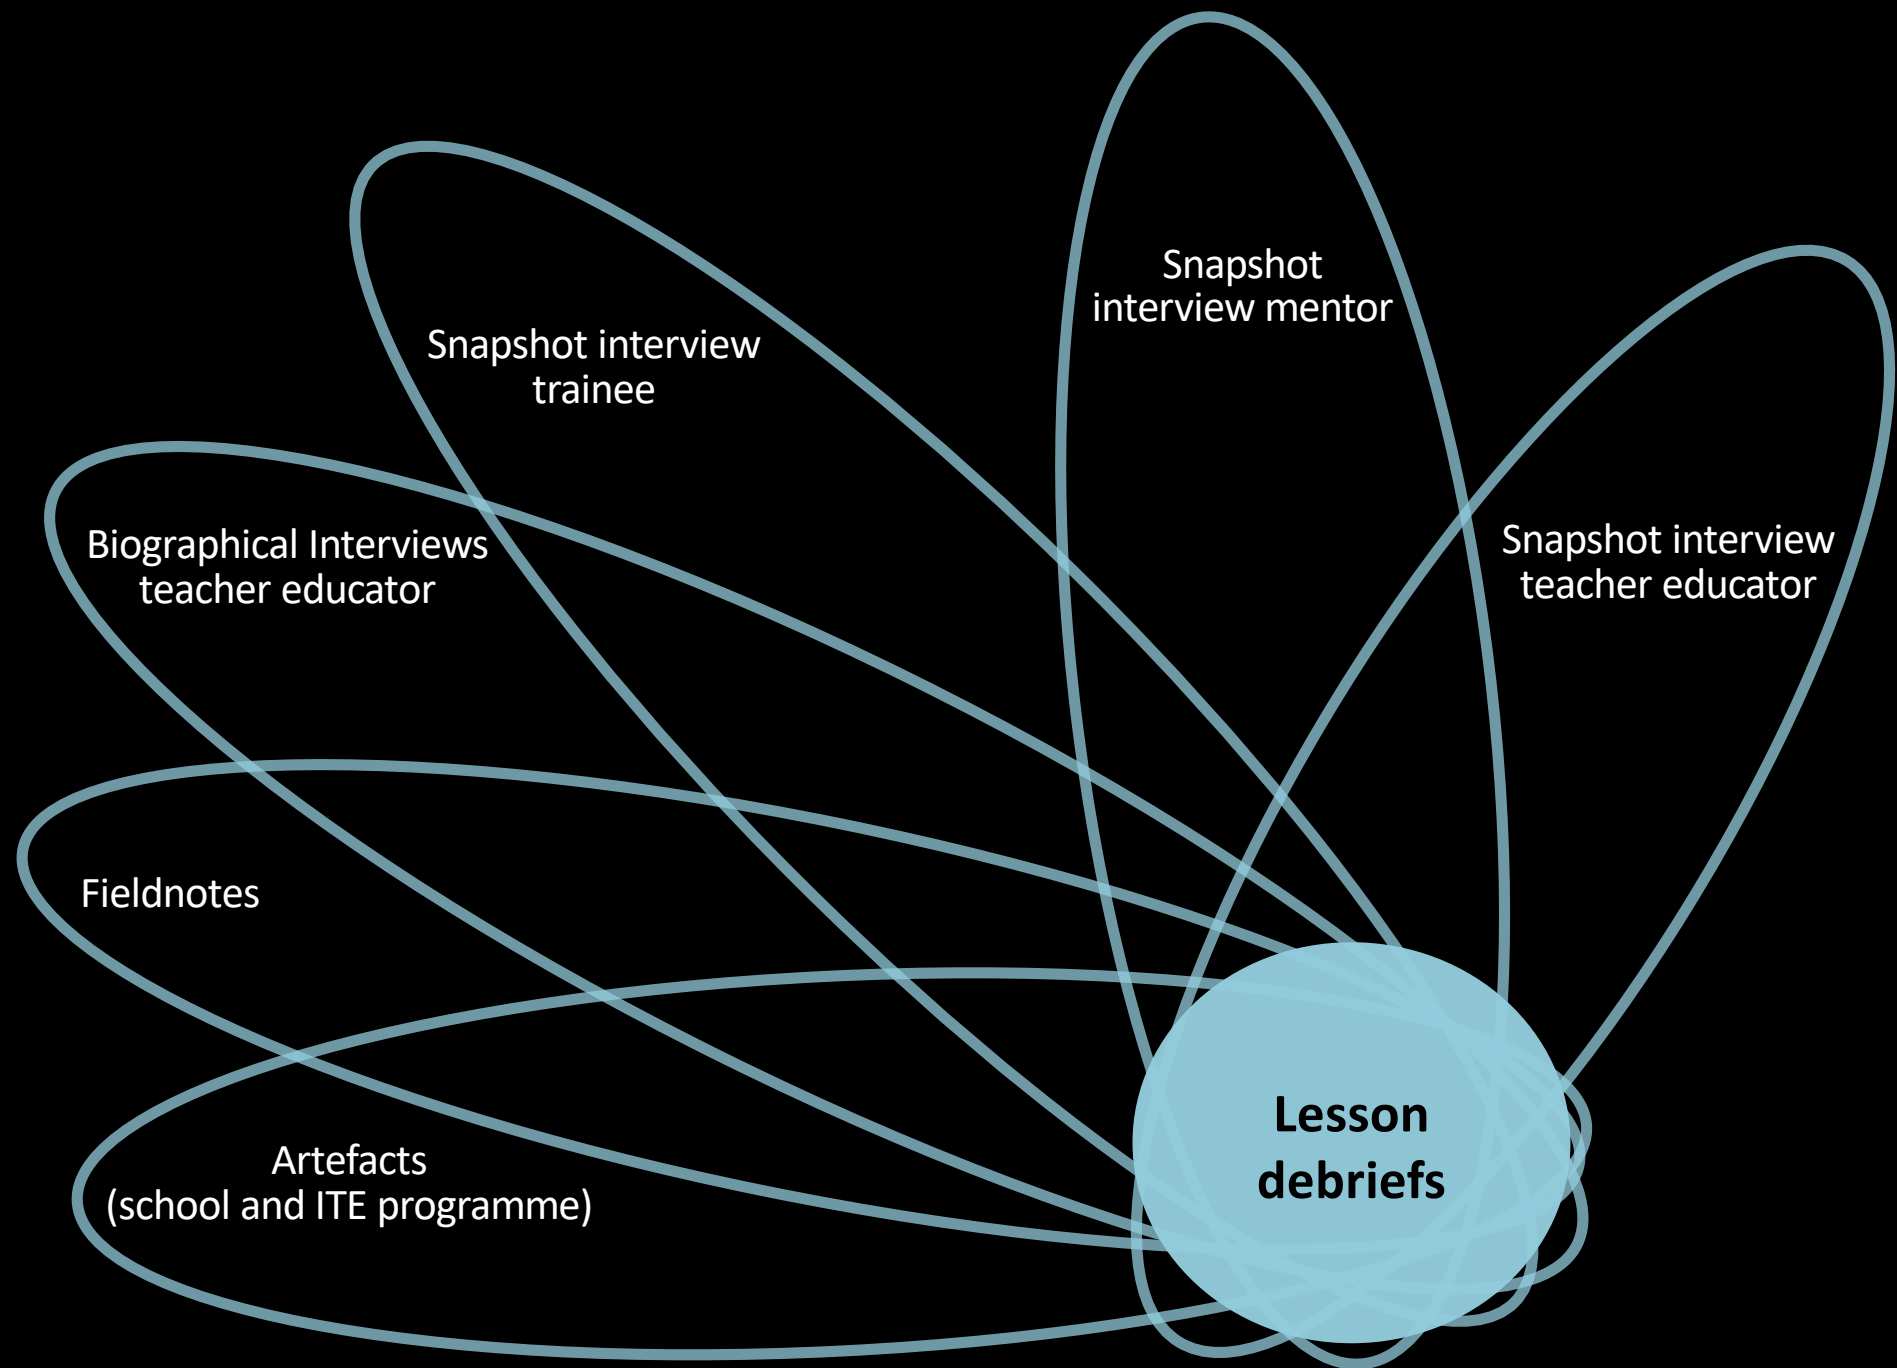 Snapshot
interview mentor
Snapshot interview
trainee
Snapshot interview
teacher educator
Biographical Interviews
teacher educator
Fieldnotes
Artefacts
(school and ITE programme)
Lesson
debriefs